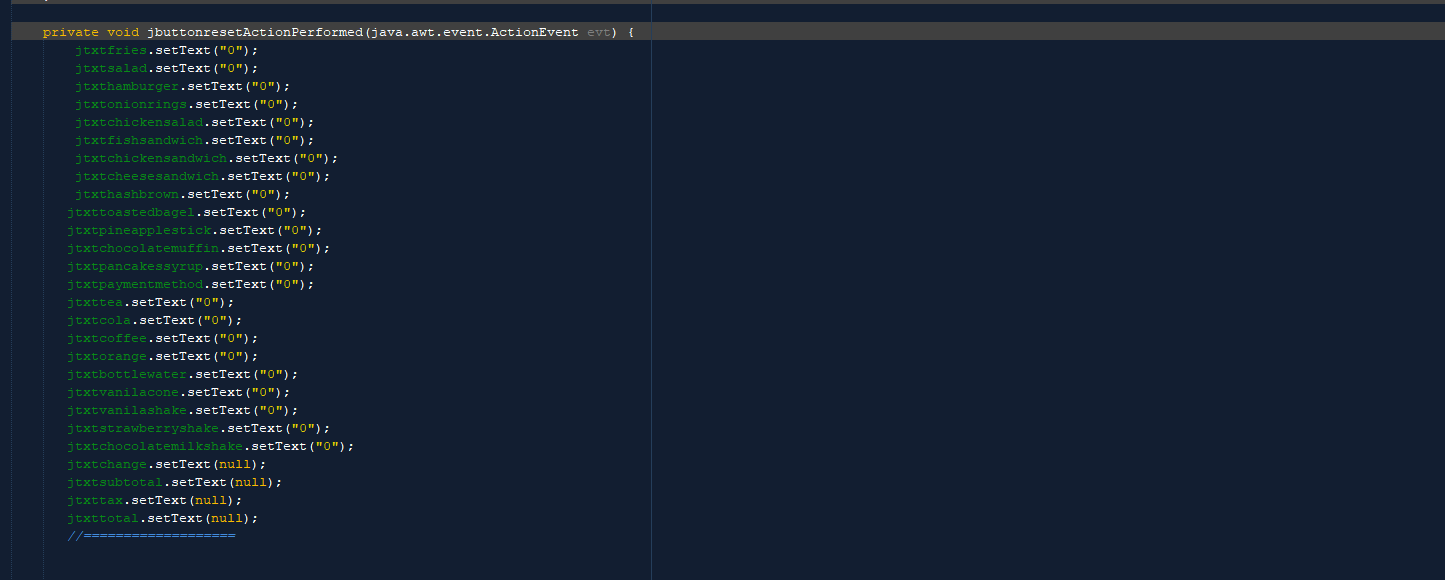 private void jbuttonresetActionPerformed(java.awt.event.ActionEvent evt) {
jtxtfries.setText("0");
jtxtsalad.setText("0");
jtxthamburger.setText("0");
jtxtonionrings.setText("0");
jtxtchickensalad.setText("0");
jtxtfishsandwich.setText("0");
jtxtchickensandwich.setText("0");
jtxtcheesesandwich.setText("0");
jtxthashbrown.setText("0");
jtxttoastedbagel.setText("0");
jtxtpineapplestick.setText("0");
jtxtchocolatemuffin.setText("0");
jtxtpancakessyrup.setText("0");
jtxtpaymentmethod.setText("0");
jtxttea.setText("0");
jtxtcola.setText("0");
jtxtcoffee.setText("0");
jtxtorange.setText("0");
jtxtbottlewater.setText("0");
jtxtvanilacone.setText("0");
jtxtvanilashake.setText("0");
jtxtstrawberryshake.setText("0");
jtxtchocolatemilkshake.setText("0");
jtxtchange.setText(null);
jtxtsubtotal.setText(null);
jtxttax.setText(null);
jtxttotal.setText(null);
//===================